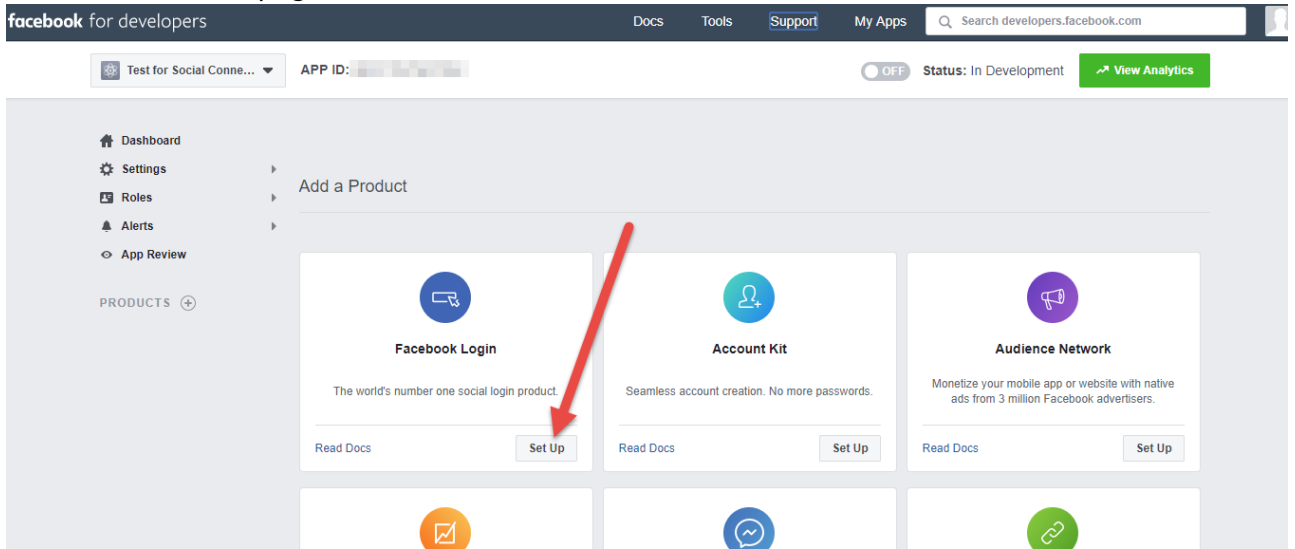 facebook for developers
Docs Tools Support My Apps Search developers.facebook.com
Test for Social Conne... APP ID: OFF Status: In Development View Analytics
Dashboard
Settings
Roles
Alerts
App Review
PRODUCTS
Add a Product
Facebook Login
The world's number one social login product.
Read Docs Set Up
Account Kit
Seamless account creation. No more passwords.
Read Docs Set Up
Audience Network
Monetize your mobile app or website with native
ads from 3 million Facebook advertisers.
Read Docs Set Up